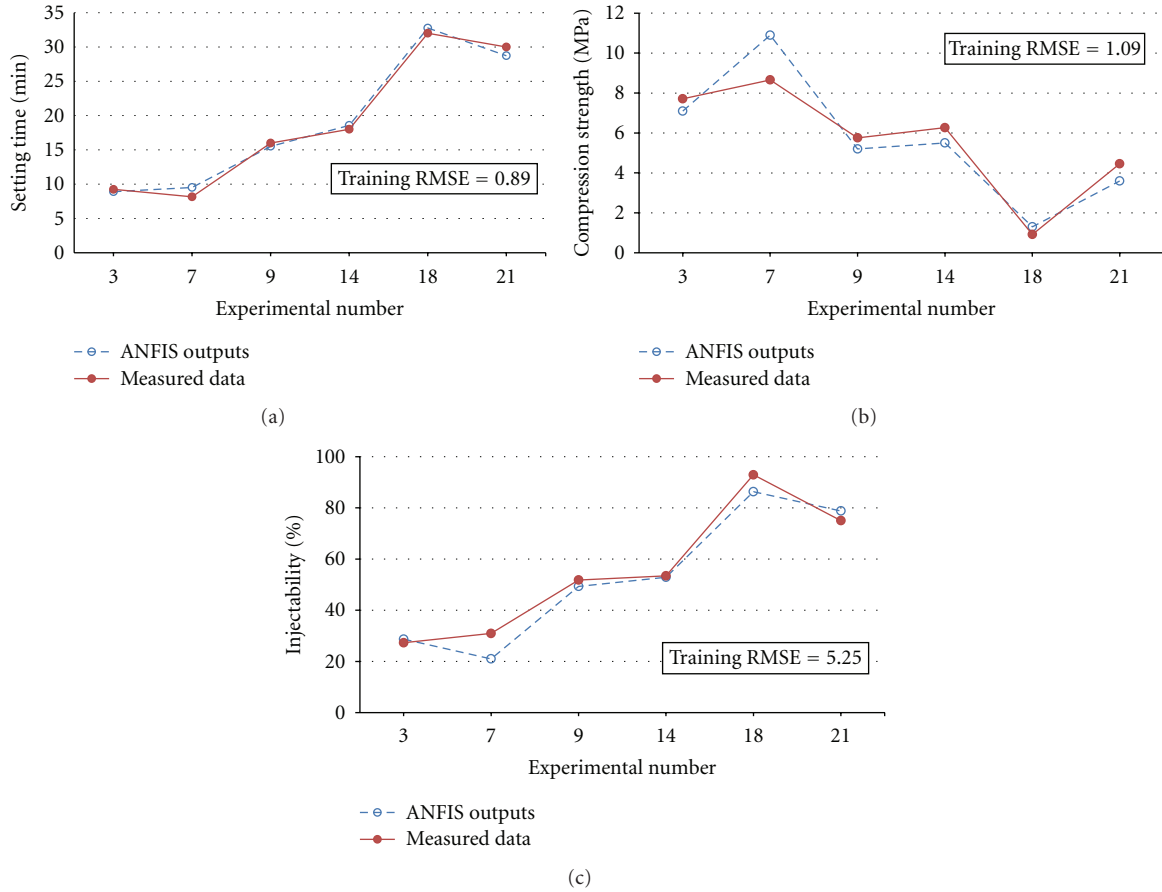 35
30
25
20
15
10
5
0
Setting time (min)
Training RMSE = 0.89
3 7 9 14 18 21
Experimental number
ANFIS outputs
Measured data
(a)
12
10
8
6
4
2
0
Compression strength (MPa)
Training RMSE = 1.09
3 7 9 14 18 21
Experimental number
ANFIS outputs
Measured data
(b)
100
80
60
40
20
0
Injectability (%)
Training RMSE = 5.25
3 7 9 14 18 21
Experimental number
ANFIS outputs
Measured data
(c)